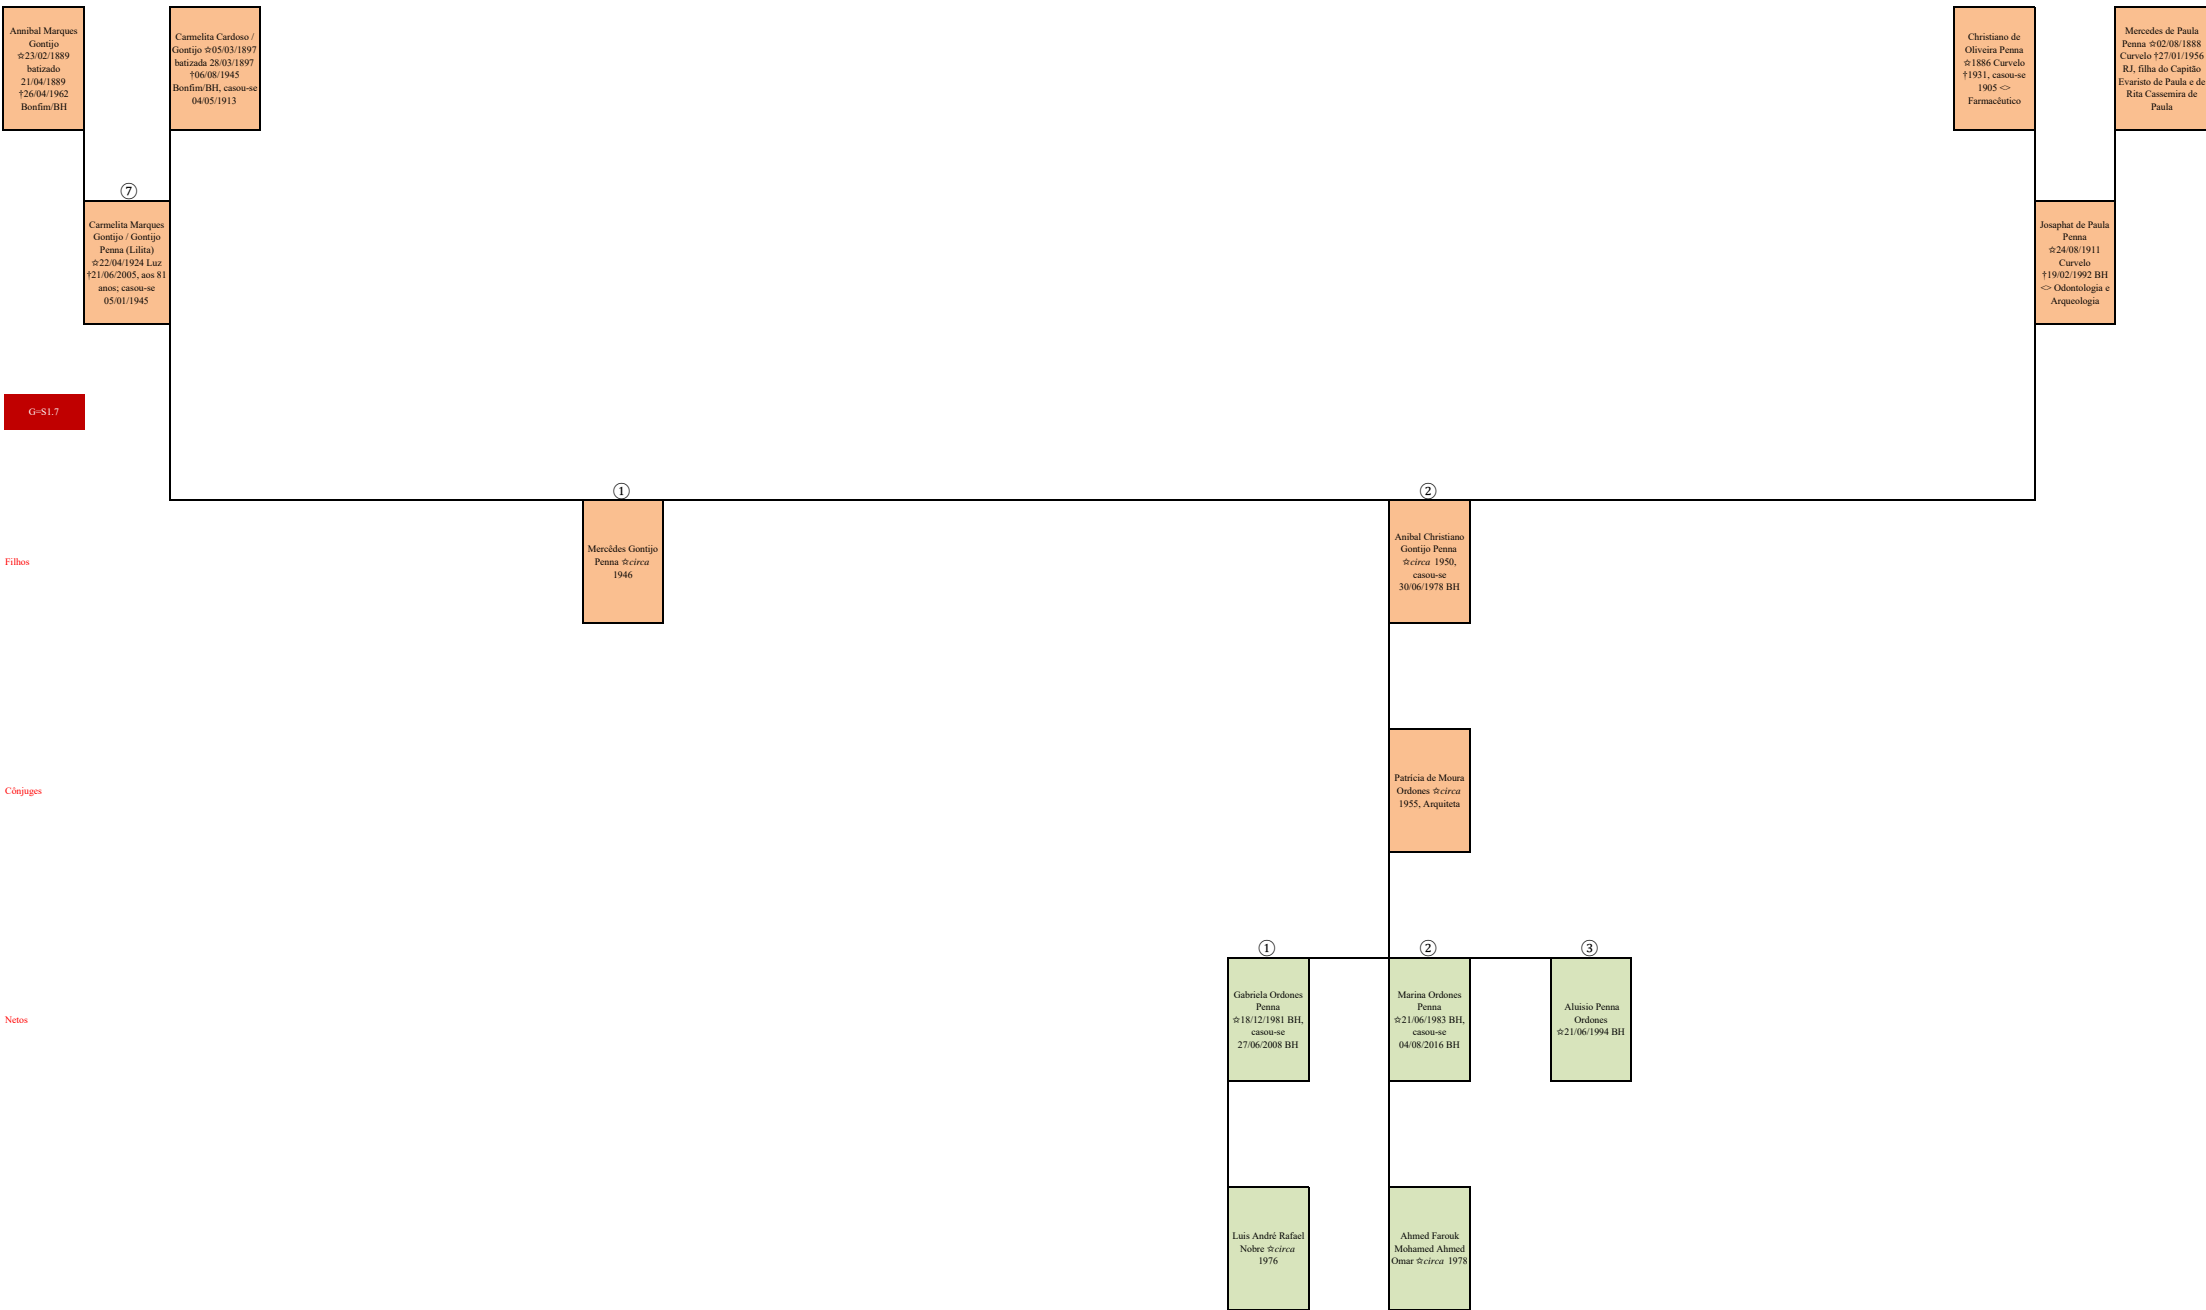 Annibal Marques
Gontijo
☆23/02/1889
batizado
21/04/1889
†26/04/1962
Bonfim/BH
Carmelita Cardoso /
Gontijo ☆05/03/1897
batizada 28/03/1897
†06/08/1945
Bonfim/BH, casou-se
04/05/1913
Christiano de
Oliveira Penna
☆1886 Curvelo
†1931, casou-se
1905 <>
Farmacêutico
Mercedes de Paula
Penna ☆02/08/1888
Curvelo †27/01/1956
RJ, filha do Capitão
Evaristo de Paula e de
Rita Cassemira de
Paula
⑦
Carmelita Marques
Gontijo / Gontijo
Penna (Lilita)
☆22/04/1924 Luz
†21/06/2005, aos 81
anos; casou-se
05/01/1945
Josaphat de Paula
Penna
☆24/08/1911
Curvelo
†19/02/1992 BH
<> Odontologia e
Arqueologia
G=S1.7
①
②
Filhos
Mercêdes Gontijo
Penna ☆circa
1946
Anibal Christiano
Gontijo Penna
☆circa 1950,
casou-se
30/06/1978 BH
Cônjuges
Patrícia de Moura
Ordones ☆circa
1955, Arquiteta
①
②
③
Netos
Gabriela Ordones
Penna
☆18/12/1981 BH,
casou-se
27/06/2008 BH
Marina Ordones
Penna
☆21/06/1983 BH,
casou-se
04/08/2016 BH
Aluisio Penna
Ordones
☆21/06/1994 BH
Luis André Rafael
Nobre ☆circa
1976
Ahmed Farouk
Mohamed Ahmed
Omar ☆circa 1978